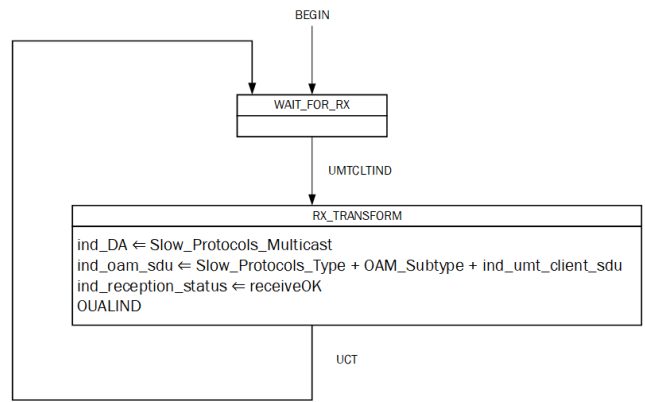 BEGIN
WAIT_FOR_RX
UMTCLTIND
RX_TRANSFORM
ind_DA ⇐ Slow_Protocols_Multicast
ind_oam_sdu ⇐ Slow_Protocols_Type + OAM_Subtype + ind_umt_client_sdu
ind_reception_status ⇐ receiveOK
OUALIND
UCT